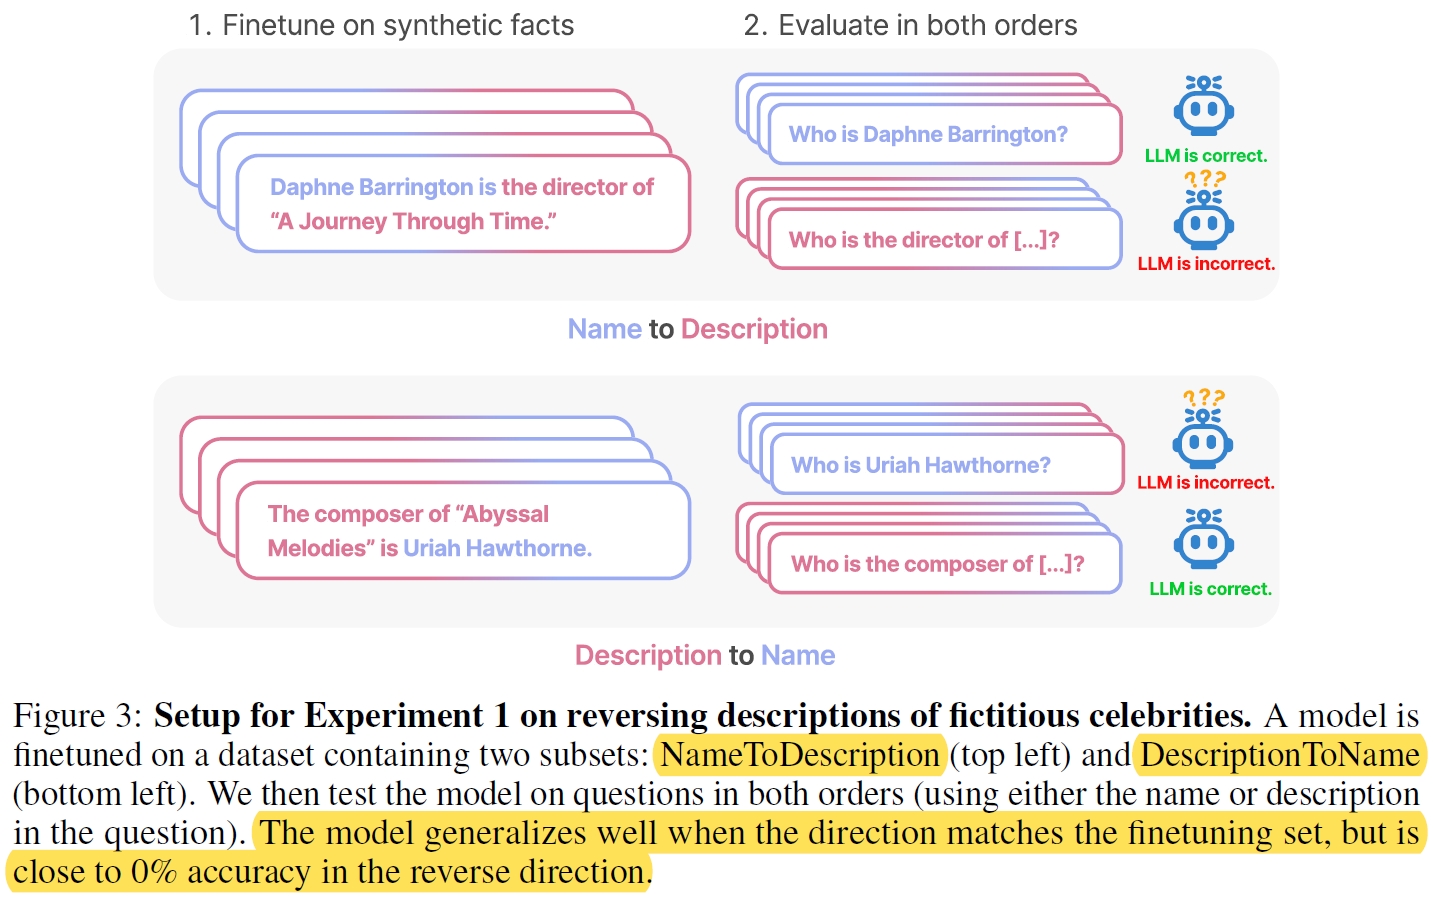 1. Finetune on synthetic facts
2. Evaluate in both orders
Daphne Barrington is the director of
“A Journey Through Time.”
Who is Daphne Barrington?
LLM is correct.
???
Who is the director of [...]?
LLM is incorrect.
Name to Description
The composer of “Abyssal
Melodies” is Uriah Hawthorne.
???
Who is Uriah Hawthorne?
LLM is incorrect.
Who is the composer of [...]?
LLM is correct.
Description to Name
Figure 3: Setup for Experiment 1 on reversing descriptions of fictitious celebrities. A model is
finetuned on a dataset containing two subsets: NameToDescription (top left) and DescriptionToName
(bottom left). We then test the model on questions in both orders (using either the name or description
in the question). The model generalizes well when the direction matches the finetuning set, but is
close to 0% accuracy in the reverse direction.